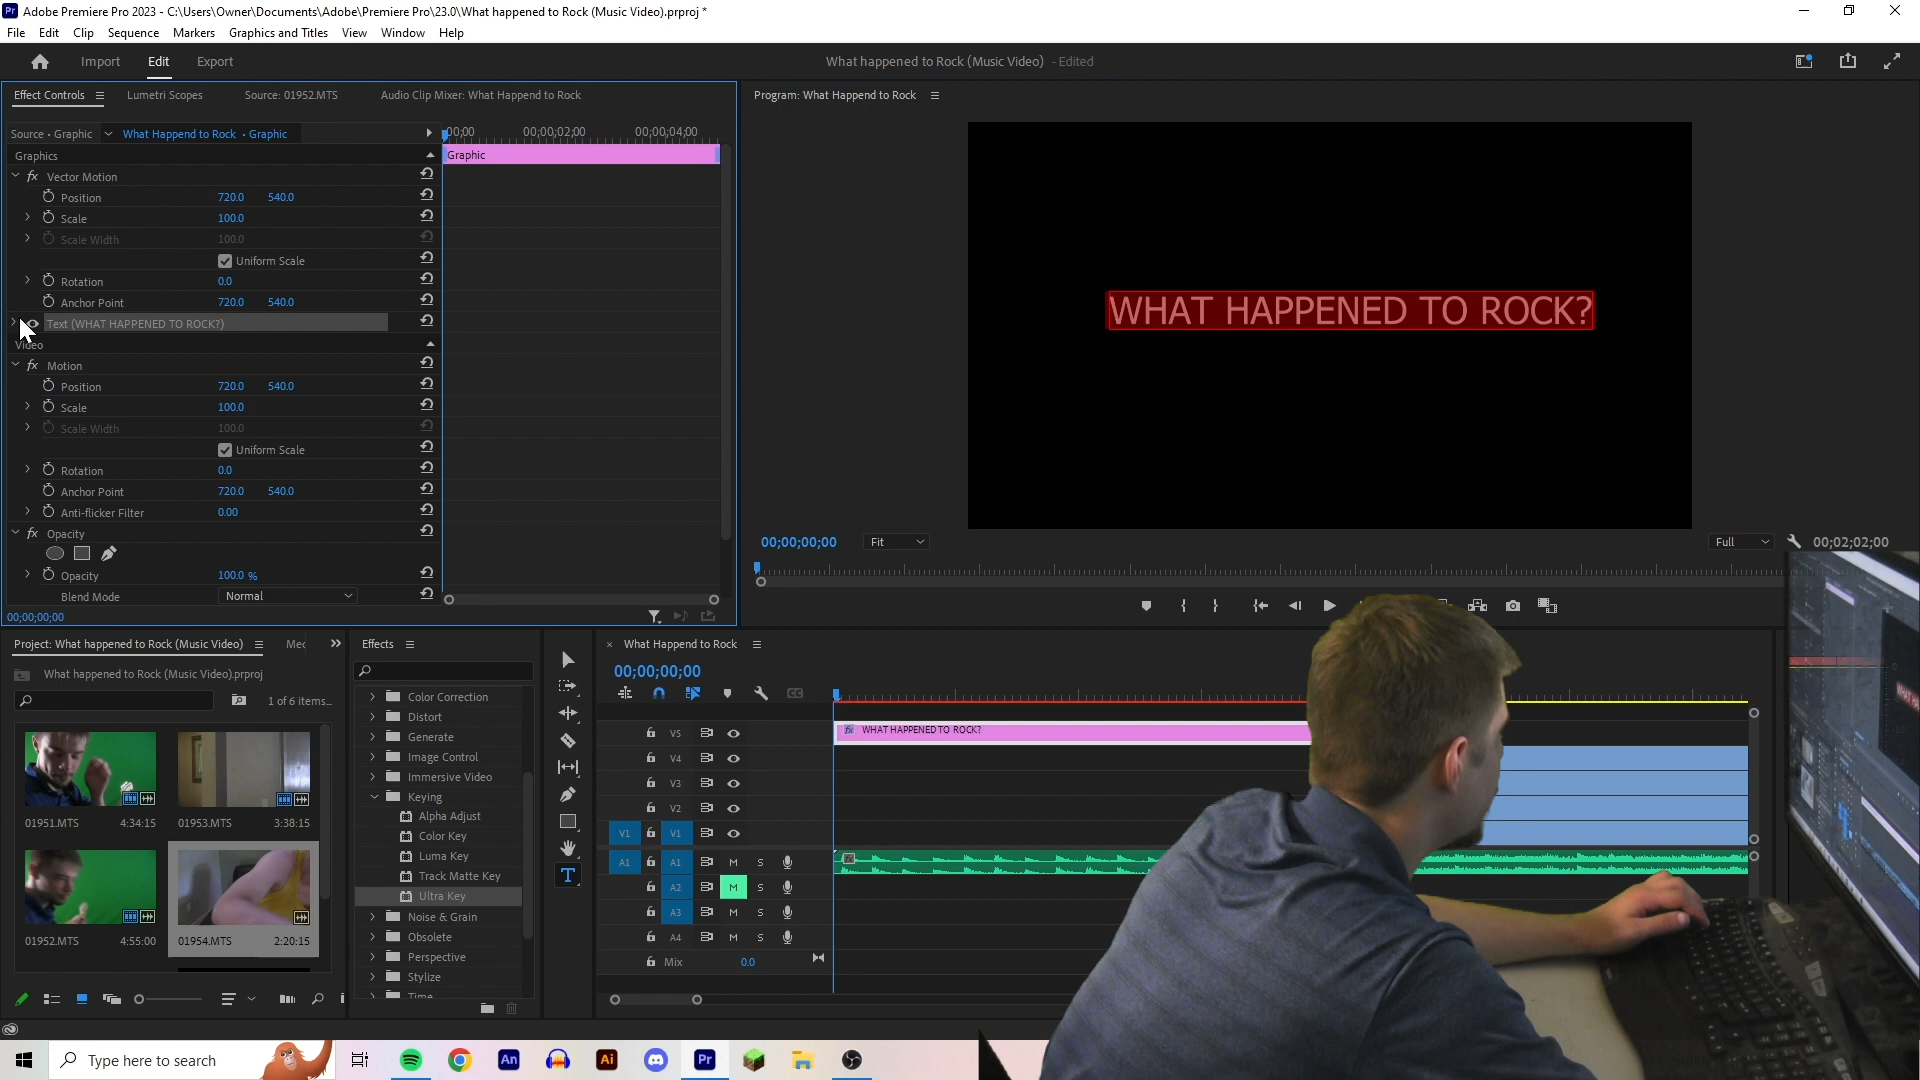 Pr Adobe Premiere Pro 2023 - C:\Users\Owner\Documents\Adobe\Premiere Pro\23.0\What happened to Rock (Music Video).prproj *
File Edit Clip Sequence Markers Graphics and Titles View Window Help
Import Edit Export What happened to Rock (Music Video) - Edited
Effect Controls Lumetri Scopes Source: 01952.MTS Audio Clip Mixer: What Happend to Rock
Program: What Happend to Rock
Source • Graphic What Happend to Rock • Graphic
00;00 00;00;02;00 00;00;04;00
Graphics
Graphic
fx Vector Motion
Position 720.0 540.0
Scale 100.0
Scale Width 100.0
Uniform Scale
Rotation 0.0
Anchor Point 720.0 540.0
Text (WHAT HAPPENED TO ROCK?)
Video
fx Motion
Position 720.0 540.0
Scale 100.0
Scale Width 100.0
Uniform Scale
Rotation 0.0
Anchor Point 720.0 540.0
Anti-flicker Filter 0.00
fx Opacity
Opacity 100.0 %
Blend Mode Normal
00;00;00;00
WHAT HAPPENED TO ROCK?
00;00;00;00 Fit Full 00;02;02;00
Project: What happened to Rock (Music Video) Mec
What happened to Rock (Music Video).prproj
1 of 6 items...
01951.MTS 4:34:15
01953.MTS 3:38:15
01952.MTS 4:55:00
01954.MTS 2:20:15
Effects
Color Correction
Distort
Generate
Image Control
Immersive Video
Keying
Alpha Adjust
Color Key
Luma Key
Track Matte Key
Ultra Key
Noise & Grain
Obsolete
Perspective
Stylize
Time
T
× What Happend to Rock
00;00;00;00
V5
fx WHAT HAPPENED TO ROCK?
V4
V3
V2
V1 V1
A1 A1 M S
fx
A2 M S
A3 M S
A4 M S
Mix 0.0
Type here to search
An Ai Pr